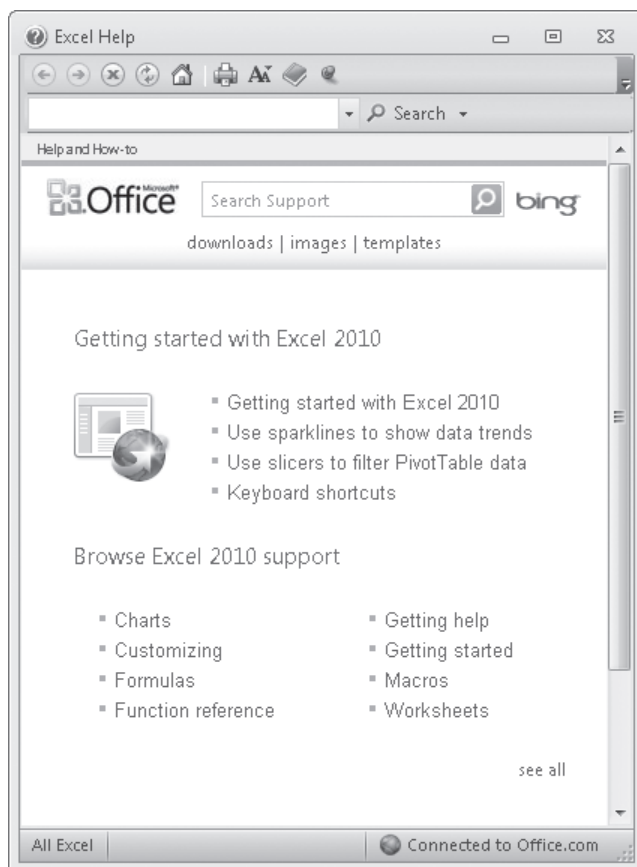 Excel Help
Search
Help and How-to
Microsoft® Office
Search Support
bing
downloads | images | templates
Getting started with Excel 2010
Getting started with Excel 2010
Use sparklines to show data trends
Use slicers to filter PivotTable data
Keyboard shortcuts
Browse Excel 2010 support
Charts
Customizing
Formulas
Function reference
Getting help
Getting started
Macros
Worksheets
see all
All Excel
Connected to Office.com